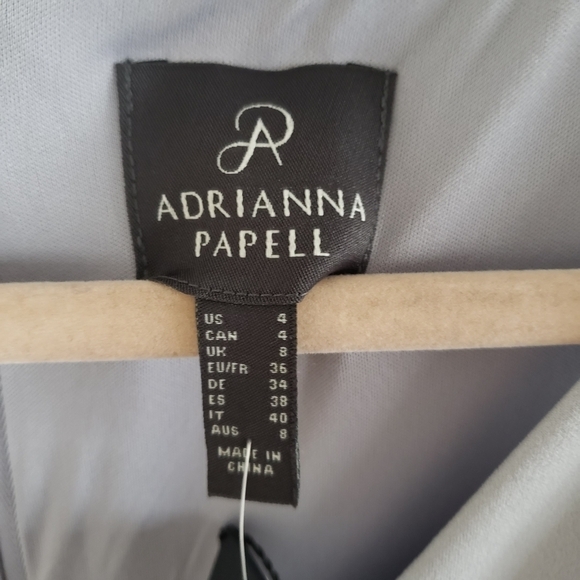 AP
ADRIANNA
PAPELL
US 4
CAN 4
UK 8
EU/FR 36
DE 34
ES 38
IT 40
AUS 8
MADE IN
CHINA